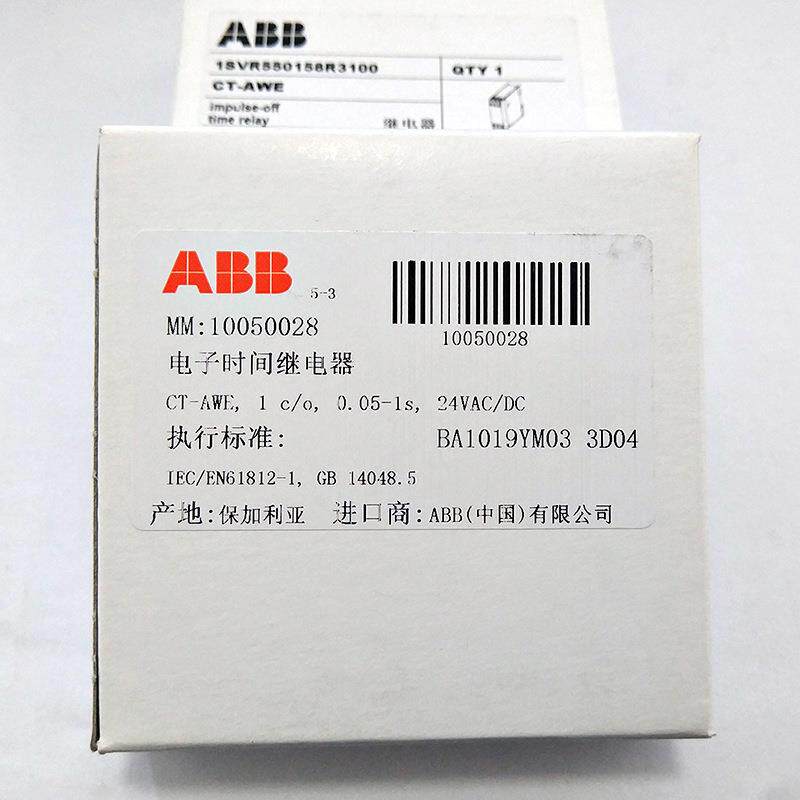 ABB
1SVR550158R3100 QTY 1
CT-AWE
impulse-off
time relay 继电器
ABB 5-3
MM:10050028
10050028
电子时间继电器
CT-AWE, 1 c/o, 0.05-1s, 24VAC/DC
执行标准: BA1019YM03 3D04
IEC/EN61812-1, GB 14048.5
产地:保加利亚 进口商:ABB(中国)有限公司